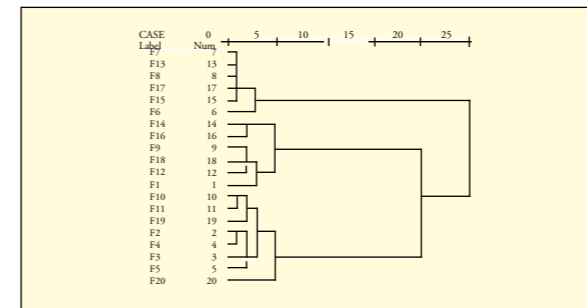 CASE 0 5 10 15 20 25
Label Num
F7 7
F13 13
F8 8
F17 17
F15 15
F6 6
F14 14
F16 16
F9 9
F18 18
F12 12
F1 1
F10 10
F11 11
F19 19
F2 2
F4 4
F3 3
F5 5
F20 20